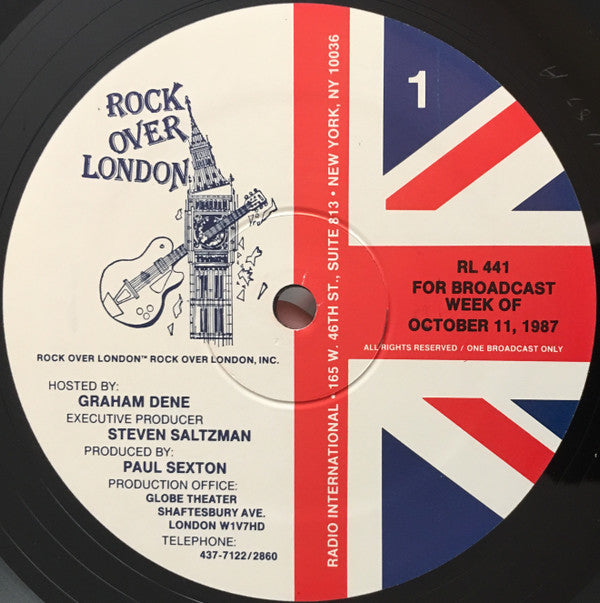 ROCK
OVER
LONDON
ROCK OVER LONDON™ ROCK OVER LONDON, INC.
HOSTED BY:
GRAHAM DENE
EXECUTIVE PRODUCER
STEVEN SALTZMAN
PRODUCED BY:
PAUL SEXTON
PRODUCTION OFFICE:
GLOBE THEATER
SHAFTESBURY AVE.
LONDON W1V7HD
TELEPHONE:
437-7122/2860
RADIO INTERNATIONAL • 165 W. 46TH ST., SUITE 813 • NEW YORK, NY 10036
1
RL 441
FOR BROADCAST
WEEK OF
OCTOBER 11, 1987
ALL RIGHTS RESERVED / ONE BROADCAST ONLY